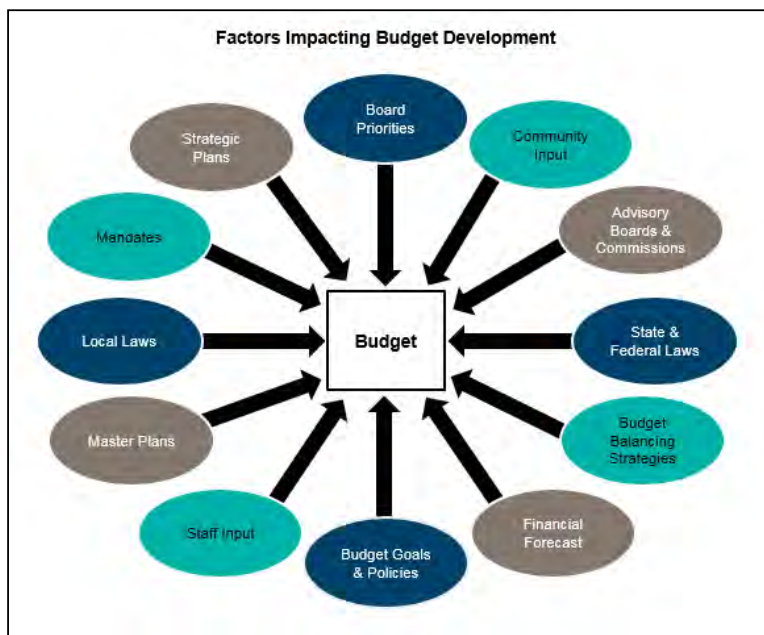 Factors Impacting Budget Development
Board
Priorities
Community
Input
Advisory
Boards &
Commissions
State &
Federal Laws
Budget
Balancing
Strategies
Financial
Forecast
Budget Goals
& Policies
Staff Input
Master Plans
Local Laws
Mandates
Strategic
Plans
Budget